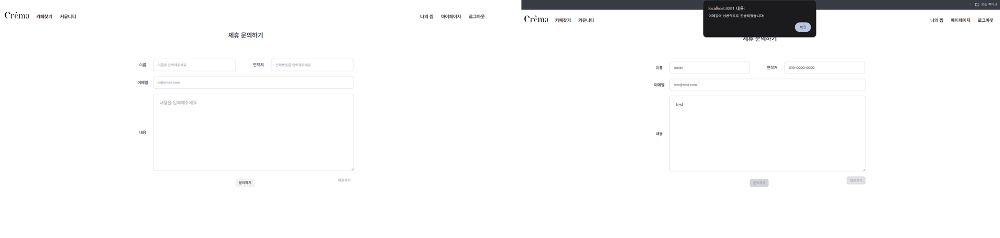 Crèma 카페찾기 커뮤니티 나의 찜 마이페이지 로그아웃
제휴 문의하기
이름 이름을 입력해주세요 연락처 전화번호를 입력해주세요
이메일 id@email.com
내용을 입력해주세요
내용
문의하기 뒤로가기
모든 북마크
localhost:8081 내용:
이메일이 성공적으로 전송되었습니다!
확인
Crèma 카페찾기 커뮤니티 나의 찜 마이페이지 로그아웃
제휴 문의하기
이름 tester 연락처 010-0000-0000
이메일 test@test.com
test
내용
문의하기 뒤로가기